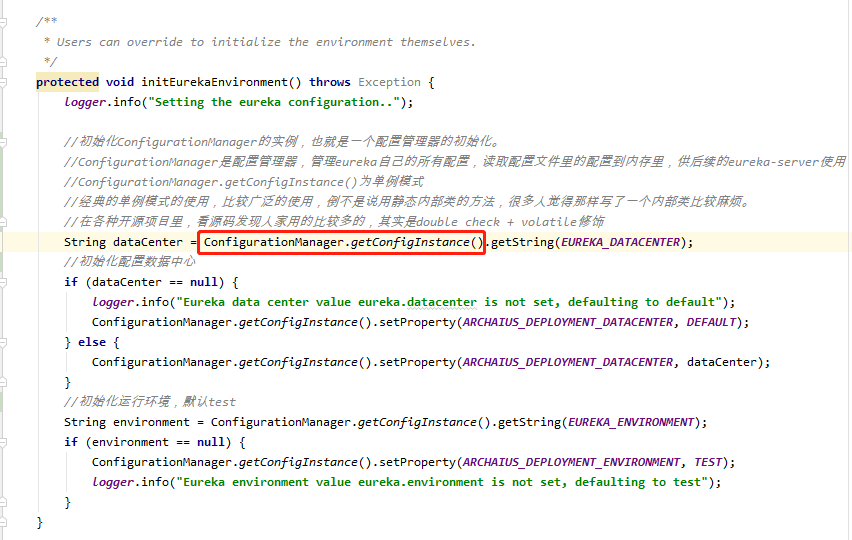 /**
 * Users can override to initialize the environment themselves.
 */
protected void initEurekaEnvironment() throws Exception {
    logger.info("Setting the eureka configuration..");

    //初始化ConfigurationManager的实例，也就是一个配置管理器的初始化。
    //ConfigurationManager是配置管理器，管理eureka自己的所有配置，读取配置文件里的配置到内存里，供后续的eureka-server使用
    //ConfigurationManager.getConfigInstance()为单例模式
    //经典的单例模式的使用，比较广泛的使用，倒不是说用静态内部类的方法，很多人觉得那样写了一个内部类比较麻烦。
    //在各种开源项目里，看源码发现人家用的比较多的，其实是double check + volatile修饰
    String dataCenter = ConfigurationManager.getConfigInstance().getString(EUREKA_DATACENTER);
    //初始化配置数据中心
    if (dataCenter == null) {
        logger.info("Eureka data center value eureka.datacenter is not set, defaulting to default");
        ConfigurationManager.getConfigInstance().setProperty(ARCHAIUS_DEPLOYMENT_DATACENTER, DEFAULT);
    } else {
        ConfigurationManager.getConfigInstance().setProperty(ARCHAIUS_DEPLOYMENT_DATACENTER, dataCenter);
    }
    //初始化运行环境，默认test
    String environment = ConfigurationManager.getConfigInstance().getString(EUREKA_ENVIRONMENT);
    if (environment == null) {
        ConfigurationManager.getConfigInstance().setProperty(ARCHAIUS_DEPLOYMENT_ENVIRONMENT, TEST);
        logger.info("Eureka environment value eureka.environment is not set, defaulting to test");
    }
}